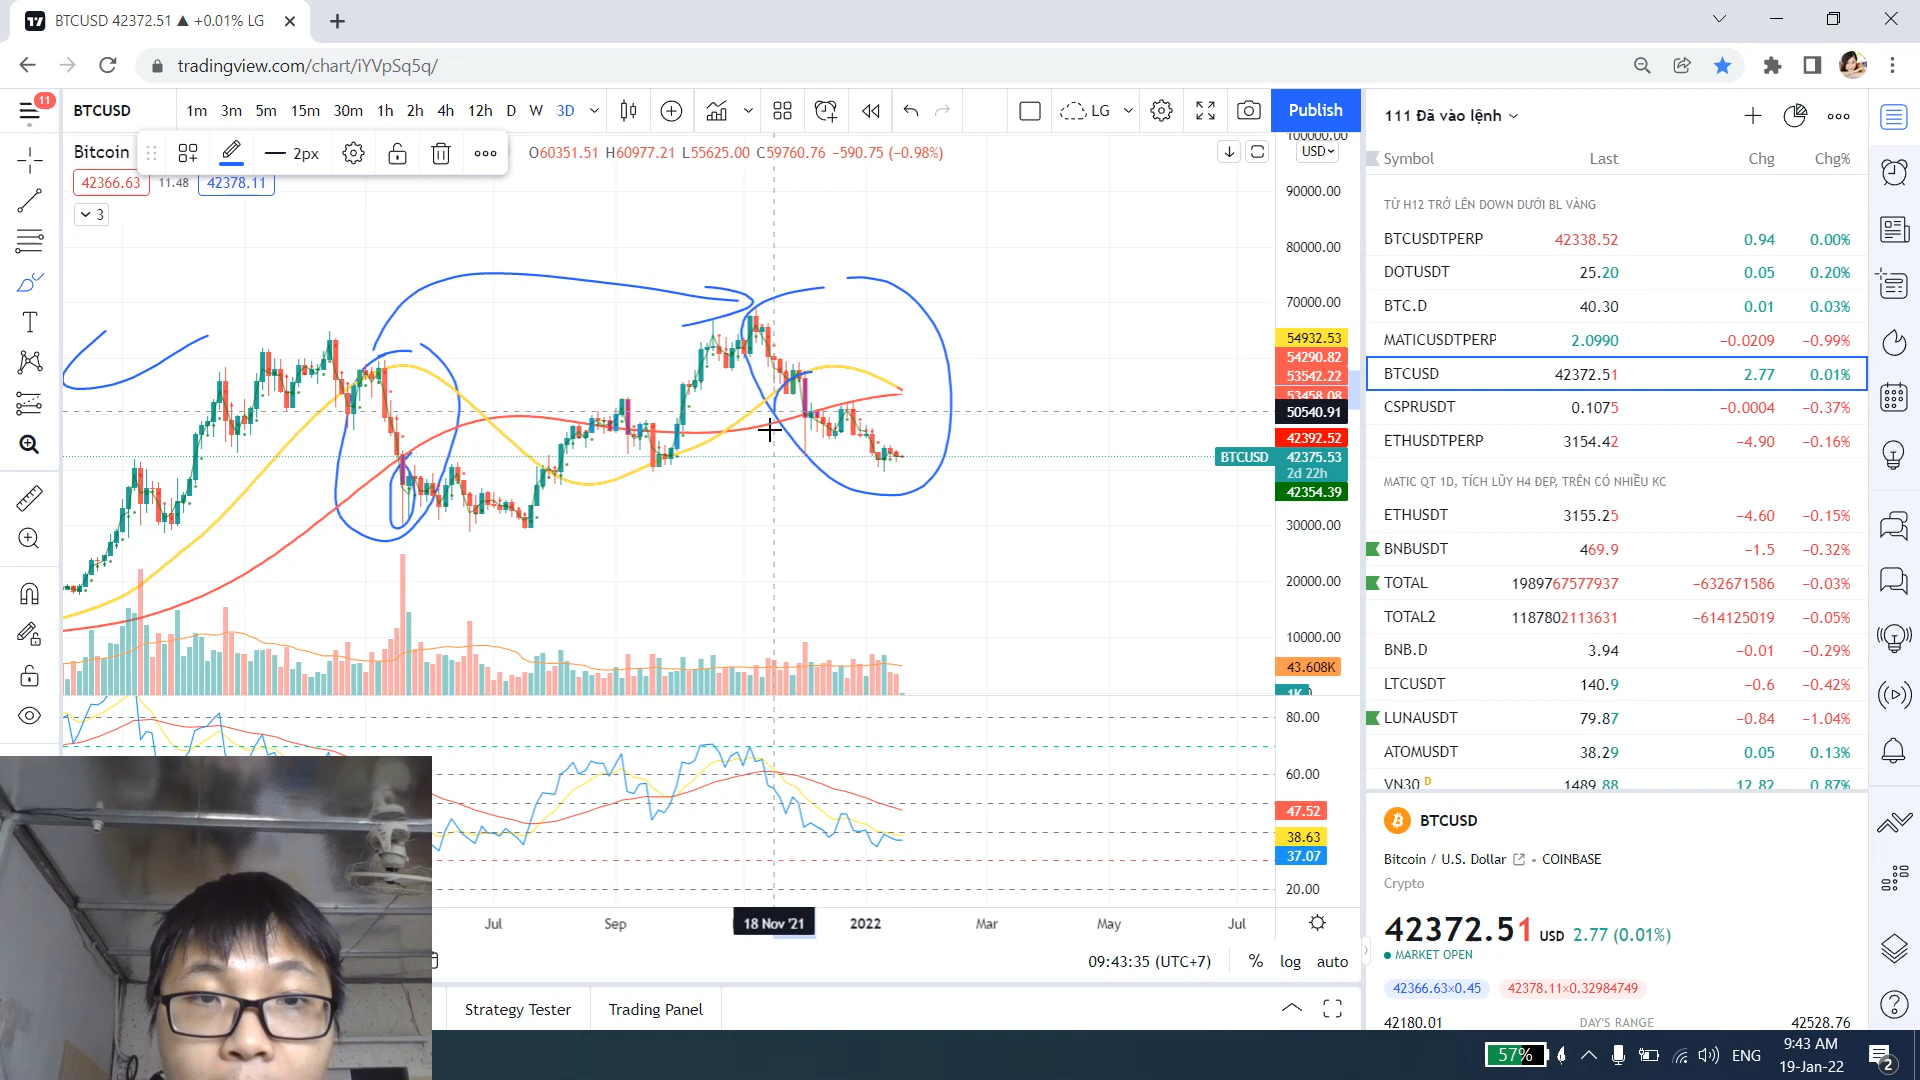 BTCUSD 42372.51 ▲ +0.01% LG
tradingview.com/chart/iYVpSq5q/
11
BTCUSD
1m 3m 5m 15m 30m 1h 2h 4h 12h D W 3D
LG
Publish
Bitcoin
2px
O60351.51 H60977.21 L55625.00 C59760.76 −590.75 (−0.98%)
42366.63 11.48 42378.11
3
USD
100000.00
90000.00
80000.00
70000.00
54932.53
54290.82
53542.22
53458.08
50540.91
42392.52
BTCUSD 42375.53
2d 22h
42354.39
30000.00
20000.00
10000.00
43.608K
1K
80.00
60.00
47.52
38.63
37.07
20.00
Jul Sep 18 Nov '21 2022 Mar May Jul
09:43:35 (UTC+7) % log auto
Strategy Tester Trading Panel
111 Đã vào lệnh
Symbol Last Chg Chg%
TỪ H12 TRỞ LÊN DOWN DƯỚI BL VÀNG
BTCUSDTPERP 42338.52 0.94 0.00%
DOTUSDT 25.20 0.05 0.20%
BTC.D 40.30 0.01 0.03%
MATICUSDTPERP 2.0990 −0.0209 −0.99%
BTCUSD 42372.51 2.77 0.01%
CSPRUSDT 0.1075 −0.0004 −0.37%
ETHUSDTPERP 3154.42 −4.90 −0.16%
MATIC QT 1D, TÍCH LŨY H4 ĐẸP, TRÊN CÓ NHIỀU KC
ETHUSDT 3155.25 −4.60 −0.15%
BNBUSDT 469.9 −1.5 −0.32%
TOTAL 1989767577937 −632671586 −0.03%
TOTAL2 1187802113631 −614125019 −0.05%
BNB.D 3.94 −0.01 −0.29%
LTCUSDT 140.9 −0.6 −0.42%
LUNAUSDT 79.87 −0.84 −1.04%
ATOMUSDT 38.29 0.05 0.13%
VN30 D 1489.88 12.82 0.87%
BTCUSD
Bitcoin / U.S. Dollar • COINBASE
Crypto
42372.51 USD 2.77 (0.01%)
MARKET OPEN
42366.63×0.45 42378.11×0.32984749
42180.01 DAY'S RANGE 42528.76
57% ENG
9:43 AM
19-Jan-22
2